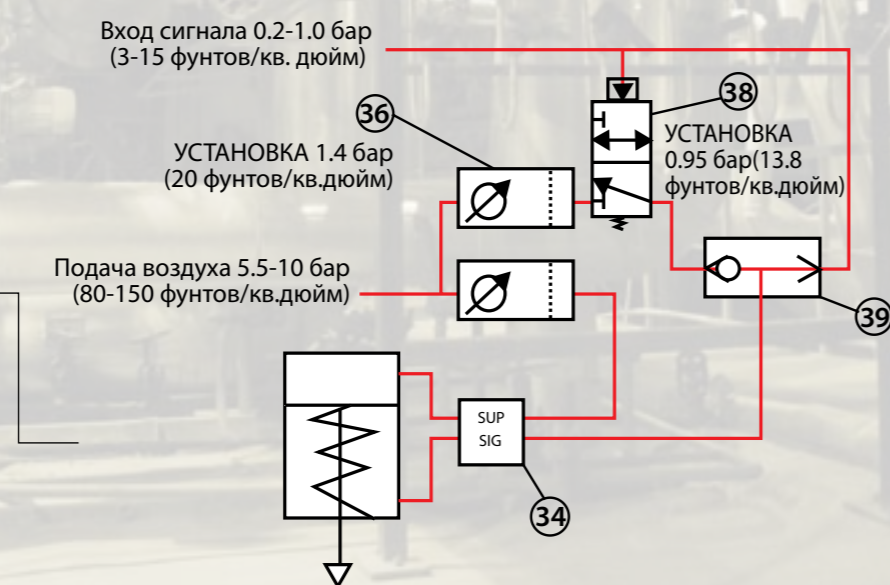 Вход сигнала 0.2-1.0 бар
(3-15 фунтов/кв. дюйм)
36
38
УСТАНОВКА 1.4 бар
(20 фунтов/кв.дюйм)
УСТАНОВКА
0.95 бар(13.8
фунтов/кв.дюйм)
Подача воздуха 5.5-10 бар
(80-150 фунтов/кв.дюйм)
39
SUP
SIG
34